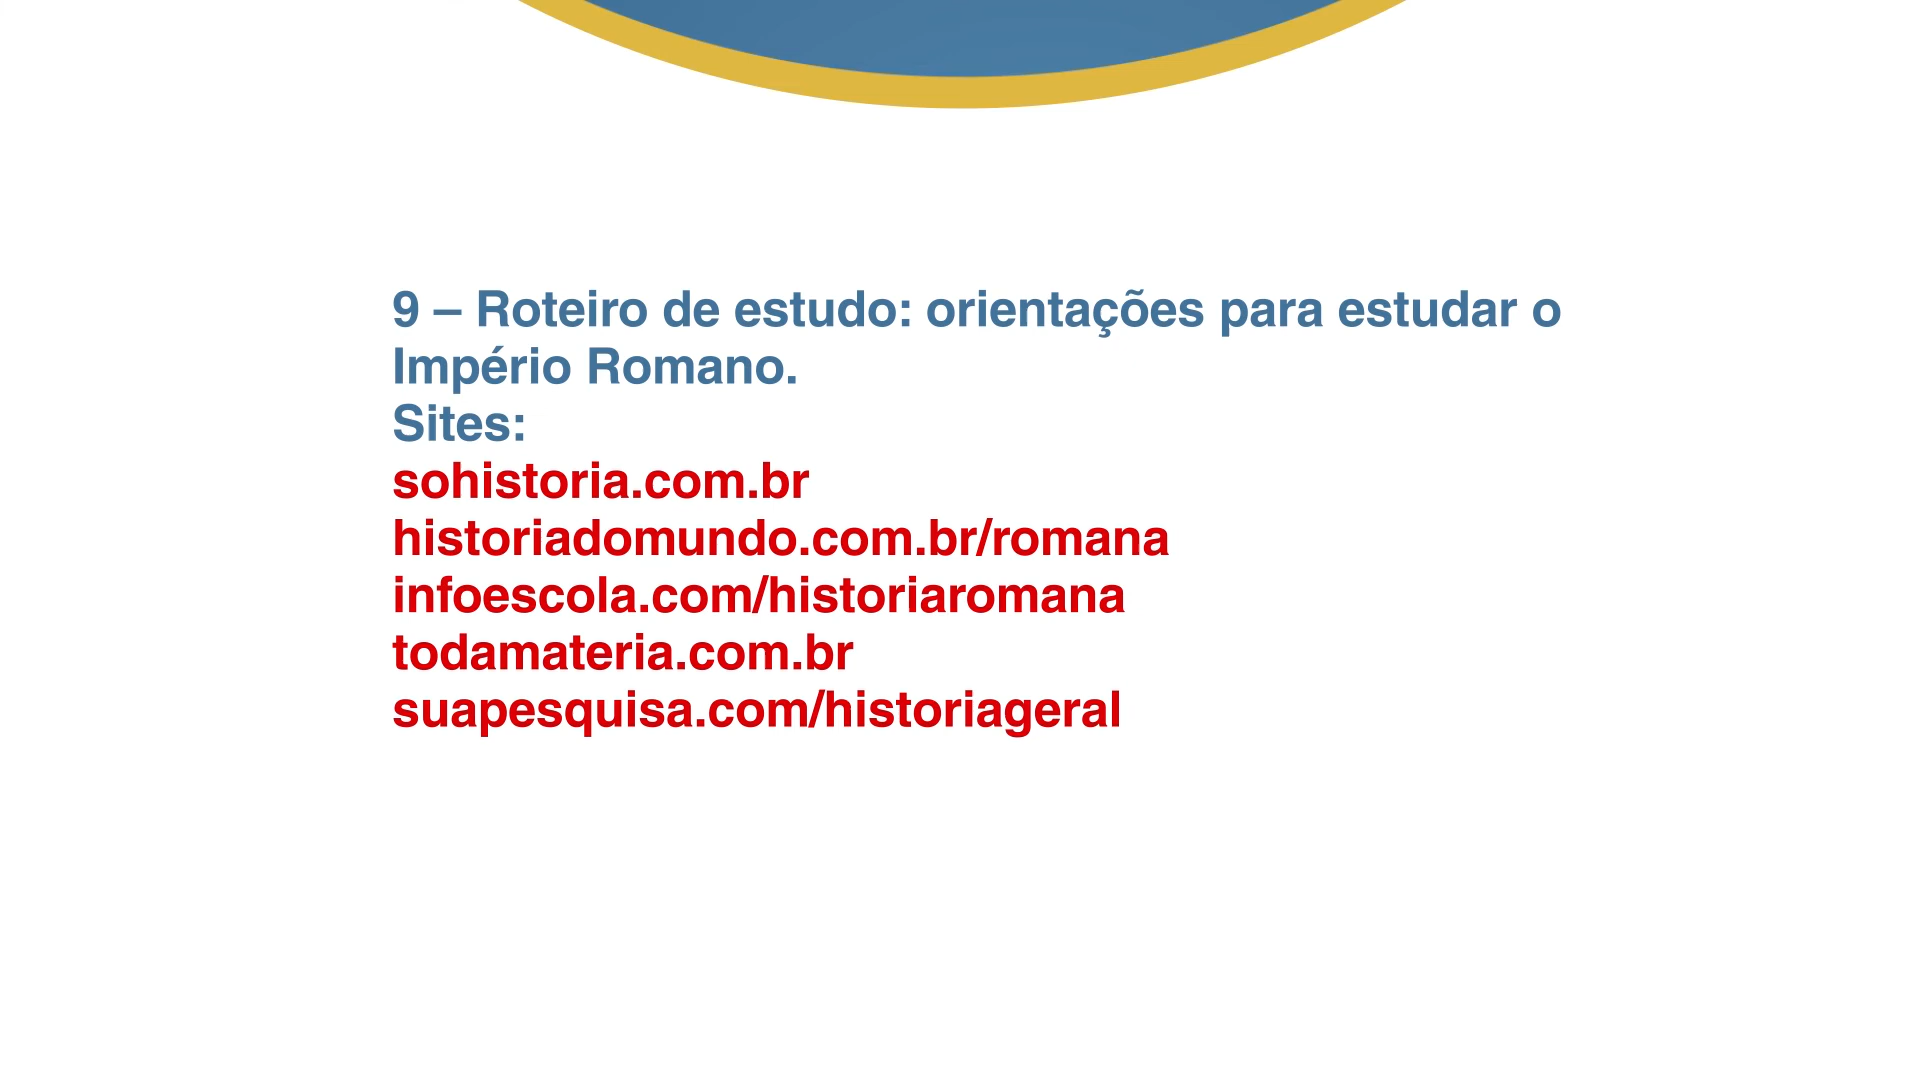 9 – Roteiro de estudo: orientações para estudar o
Império Romano.
Sites:
sohistoria.com.br
historiadomundo.com.br/romana
infoescola.com/historiaromana
todamateria.com.br
suapesquisa.com/historiageral